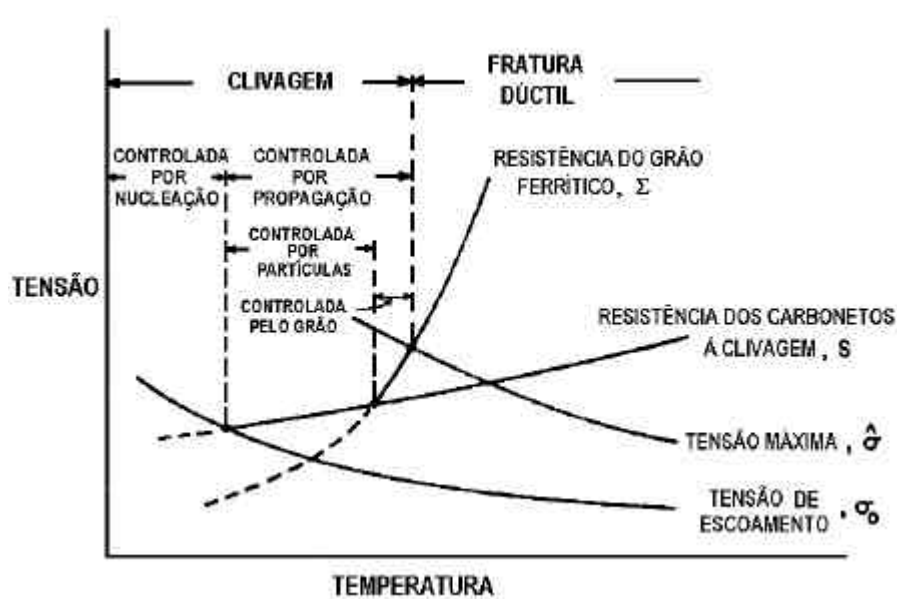 CLIVAGEM
FRATURA
DÚCTIL
CONTROLADA
POR
NUCLEAÇÃO
CONTROLADA
POR
PROPAGAÇÃO
RESISTÊNCIA DO GRÃO
FERRÍTICO, Σ
CONTROLADA
POR
PARTÍCULAS
TENSÃO
CONTROLADA
PELO GRÃO
RESISTÊNCIA DOS CARBONETOS
Á CLIVAGEM, S
TENSÃO MÁXIMA, σ̂
TENSÃO DE
ESCOAMENTO, σ₀
TEMPERATURA